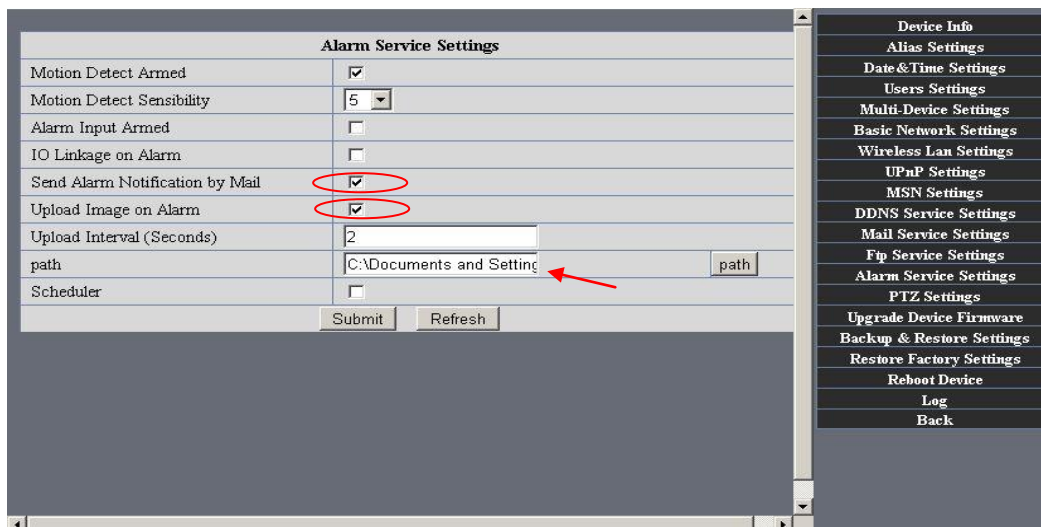 Alarm Service Settings
Motion Detect Armed
Motion Detect Sensibility 5
Alarm Input Armed
IO Linkage on Alarm
Send Alarm Notification by Mail
Upload Image on Alarm
Upload Interval (Seconds) 2
path C:\Documents and Setting path
Scheduler
Submit Refresh
Device Info
Alias Settings
Date&Time Settings
Users Settings
Multi-Device Settings
Basic Network Settings
Wireless Lan Settings
UPnP Settings
MSN Settings
DDNS Service Settings
Mail Service Settings
Ftp Service Settings
Alarm Service Settings
PTZ Settings
Upgrade Device Firmware
Backup & Restore Settings
Restore Factory Settings
Reboot Device
Log
Back